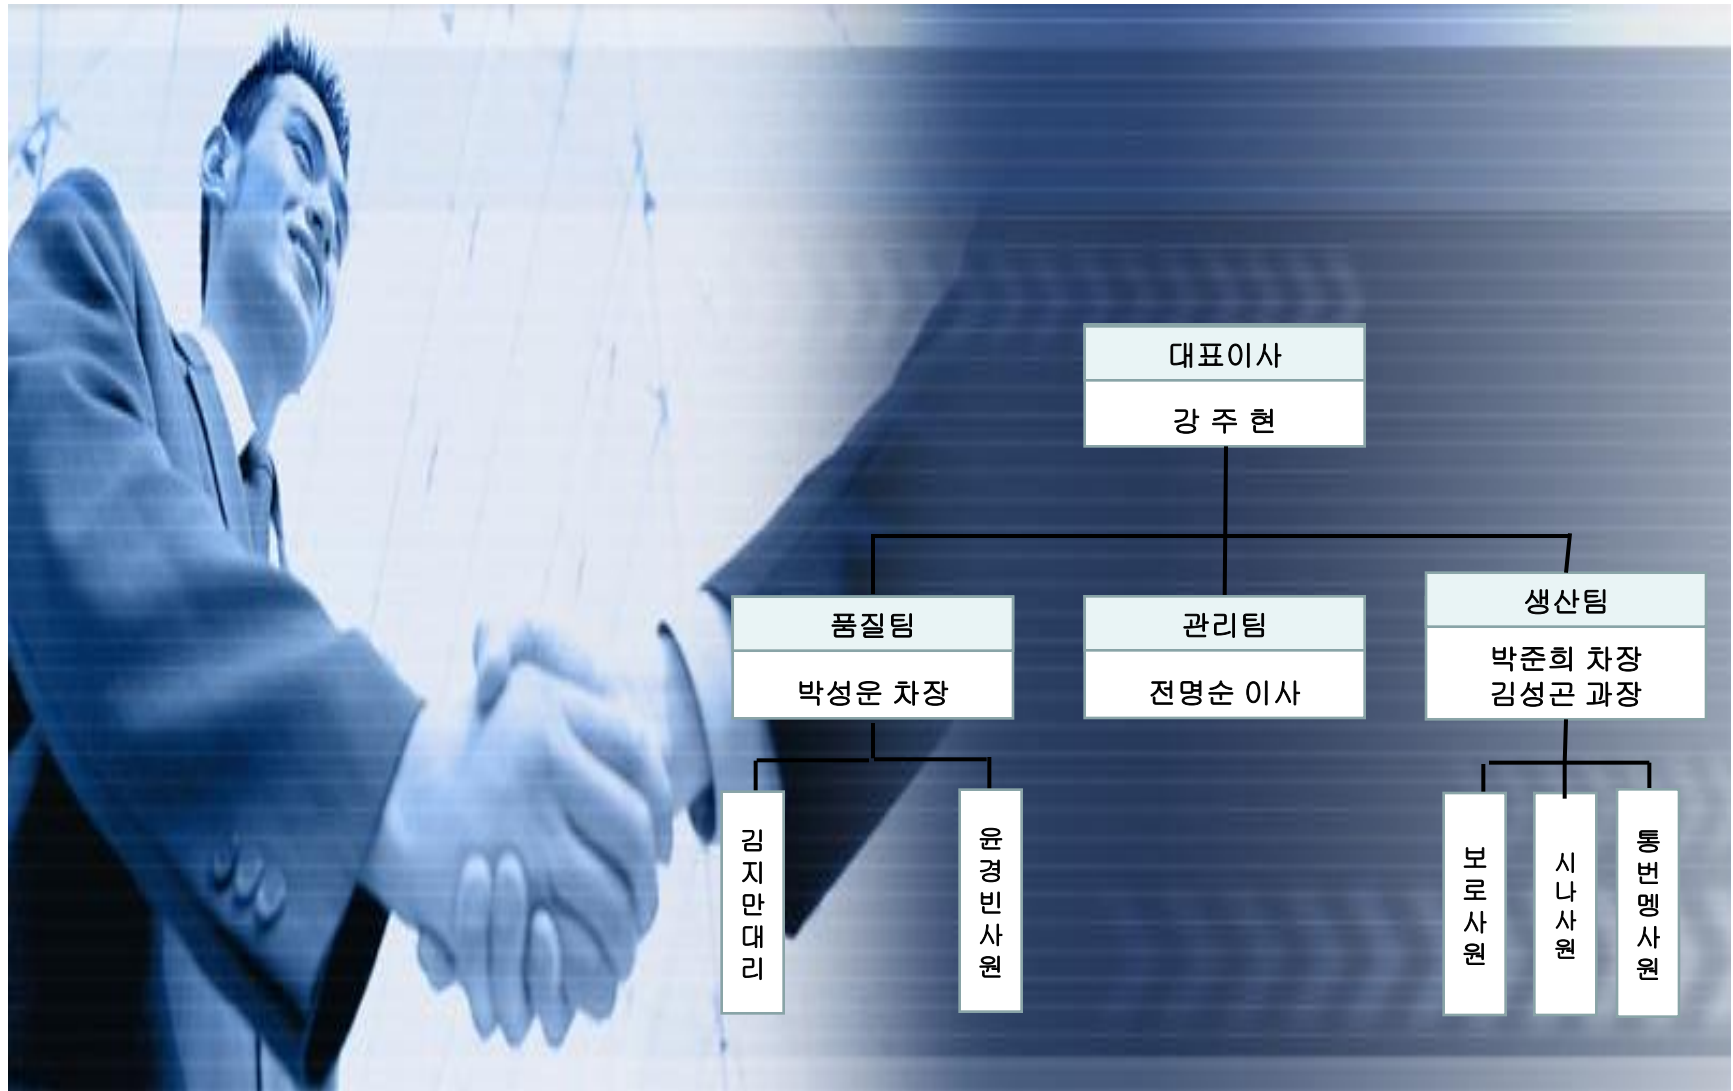 대표이사
강 주 현
품질팀
박성운 차장
관리팀
전명순 이사
생산팀
박준희 차장
김성곤 과장
김지만대리
윤경빈사원
보로사원
시나사원
통번멩사원